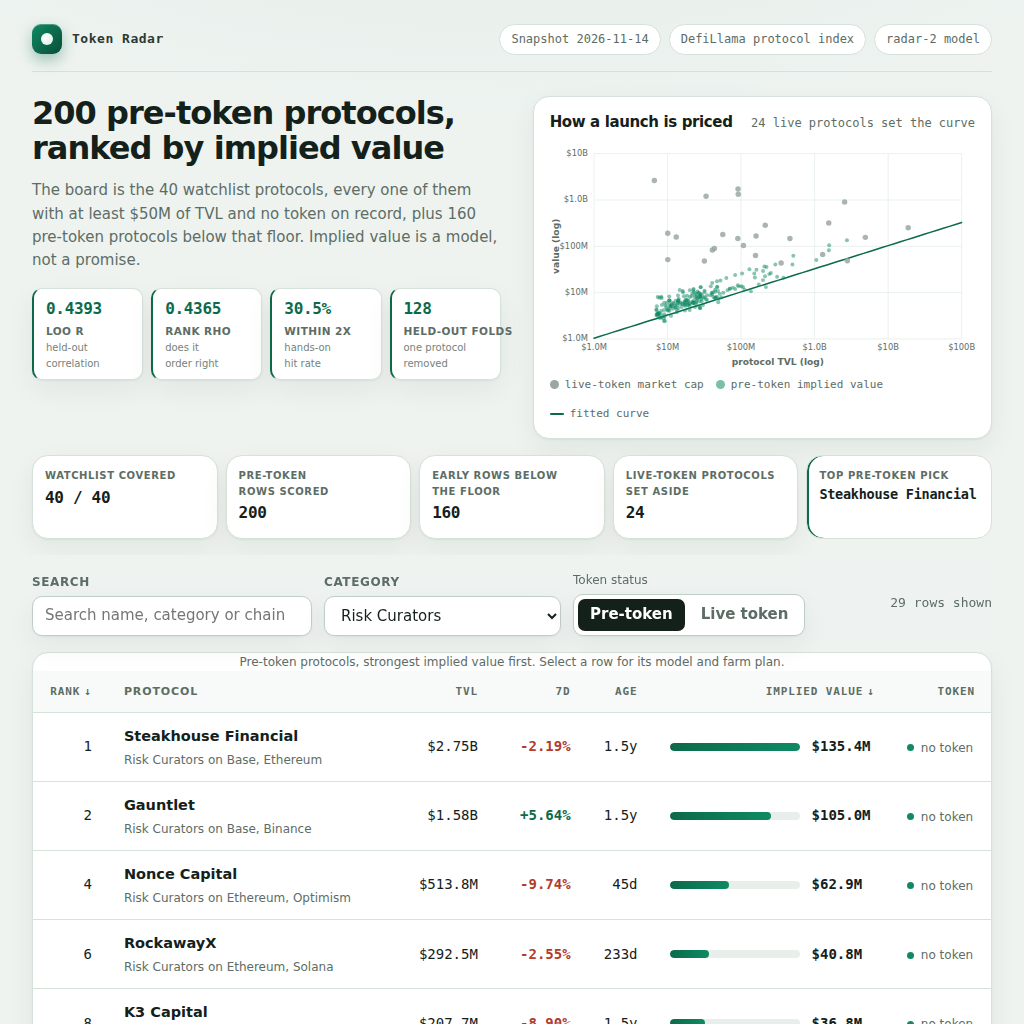 Token Radar
Snapshot 2026-11-14
DefiLlama protocol index
radar-2 model
200 pre-token protocols,
ranked by implied value
The board is the 40 watchlist protocols, every one of them
with at least $50M of TVL and no token on record, plus 160
pre-token protocols below that floor. Implied value is a model,
not a promise.
0.4393
LOO R
held-out
correlation
0.4365
RANK RHO
does it
order right
30.5%
WITHIN 2X
hands-on
hit rate
128
HELD-OUT FOLDS
one protocol
removed
How a launch is priced
24 live protocols set the curve
$10B
$1.0B
$100M
$10M
$1.0M
value (log)
$1.0M
$10M
$100M
$1.0B
$10B
$100B
protocol TVL (log)
live-token market cap
pre-token implied value
fitted curve
WATCHLIST COVERED
40 / 40
PRE-TOKEN
ROWS SCORED
200
EARLY ROWS BELOW
THE FLOOR
160
LIVE-TOKEN PROTOCOLS
SET ASIDE
24
TOP PRE-TOKEN PICK
Steakhouse Financial
SEARCH
Search name, category or chain
CATEGORY
Risk Curators
Token status
Pre-token
Live token
29 rows shown
Pre-token protocols, strongest implied value first. Select a row for its model and farm plan.
RANK ↓ PROTOCOL TVL 7D AGE IMPLIED VALUE ↓ TOKEN
1 Steakhouse Financial $2.75B -2.19% 1.5y $135.4M no token
Risk Curators on Base, Ethereum
2 Gauntlet $1.58B +5.64% 1.5y $105.0M no token
Risk Curators on Base, Binance
4 Nonce Capital $513.8M -9.74% 45d $62.9M no token
Risk Curators on Ethereum, Optimism
6 RockawayX $292.5M -2.55% 233d $40.8M no token
Risk Curators on Ethereum, Solana
8 K3 Capital $207.7M -8.90% 1.5y $36.8M no token